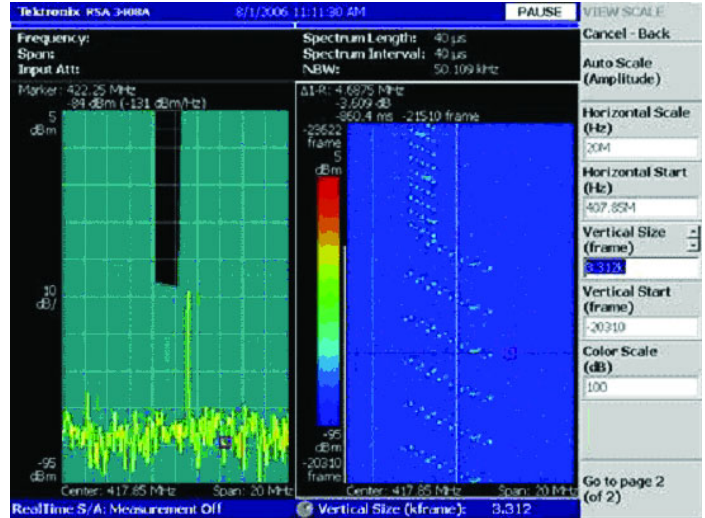 Tektronix RSA 3408A 8/1/2006 11:11:30 AM PAUSE
Frequency:
Span:
Input Att:
Spectrum Length: 40 µs
Spectrum Interval: 40 µs
NBW: 50.109 kHz
Marker: 422.25 MHz
-84 dBm (-131 dBm/Hz)
5
dBm
10
dB/
-95
dBm
Center: 417.85 MHz Span: 20 MHz
Δ1-R: 4.6875 MHz
-3.609 dB
-860.4 ms -21510 frame
-23622
frame
5
dBm
-95
dBm
-20310
frame
Center: 417.85 MHz Span: 20 MHz
RealTime S/A: Measurement Off
Vertical Size (kframe): 3.312
VIEW SCALE
Cancel - Back
Auto Scale
(Amplitude)
Horizontal Scale
(Hz)
20M
Horizontal Start
(Hz)
407.85M
Vertical Size
(frame)
3.312k
Vertical Start
(frame)
-20310
Color Scale
(dB)
100
Go to page 2
(of 2)